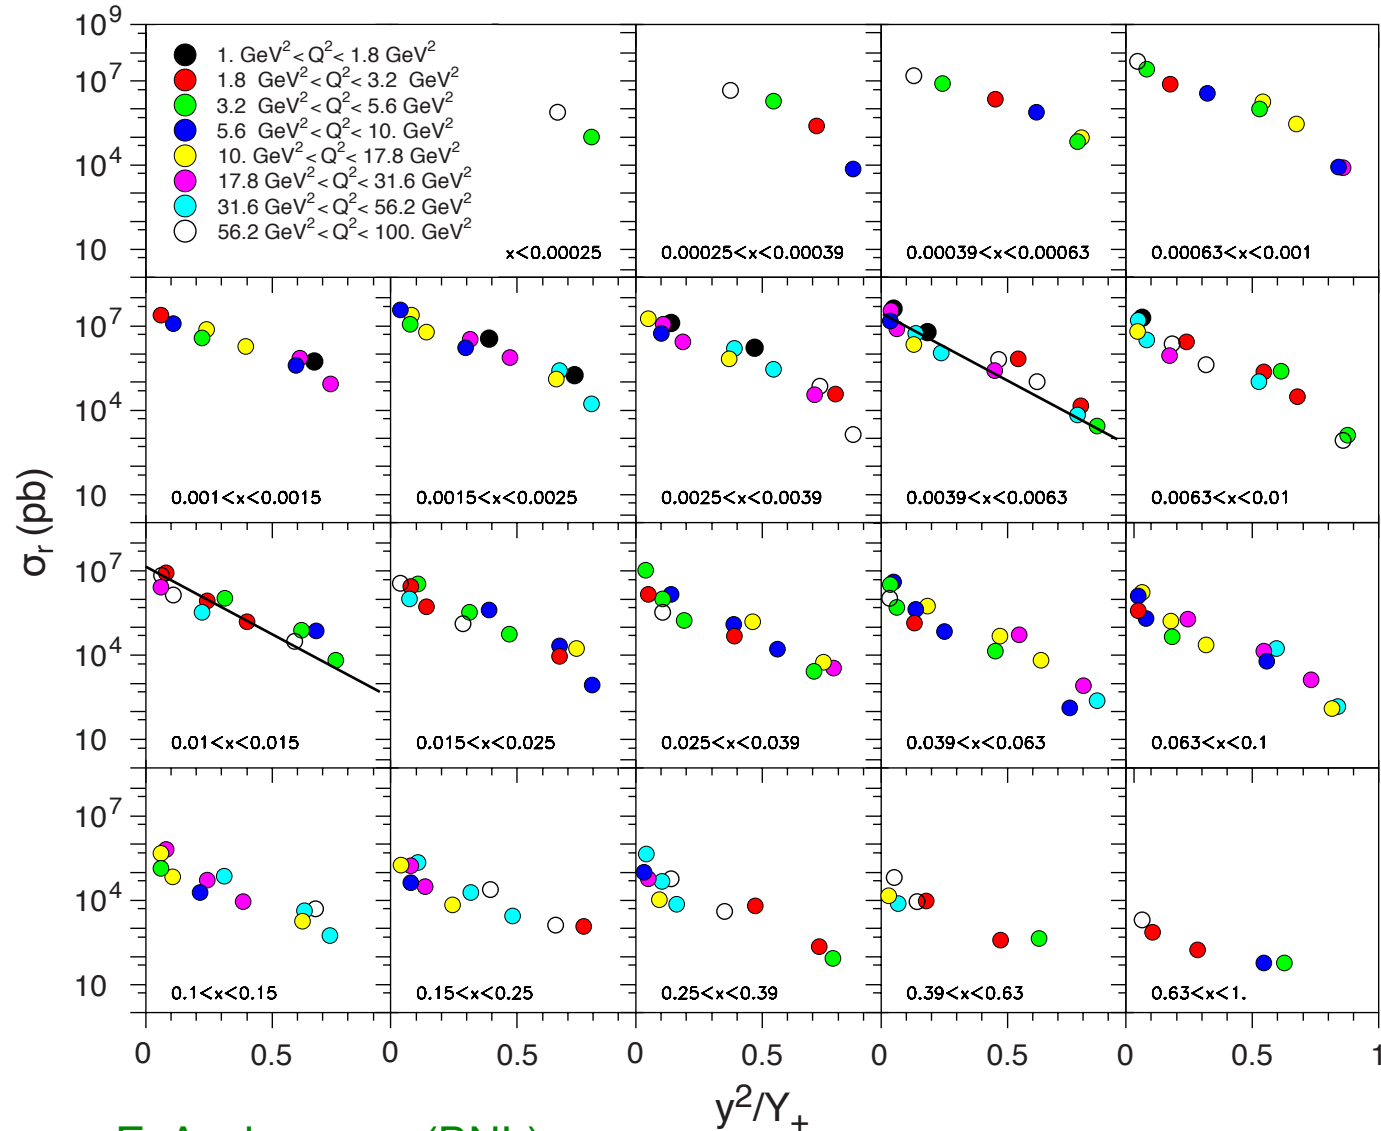 10^9
10^7
10^4
10
1. GeV^2 < Q^2 < 1.8 GeV^2
1.8 GeV^2 < Q^2 < 3.2 GeV^2
3.2 GeV^2 < Q^2 < 5.6 GeV^2
5.6 GeV^2 < Q^2 < 10. GeV^2
10. GeV^2 < Q^2 < 17.8 GeV^2
17.8 GeV^2 < Q^2 < 31.6 GeV^2
31.6 GeV^2 < Q^2 < 56.2 GeV^2
56.2 GeV^2 < Q^2 < 100. GeV^2
x<0.00025
0.00025<x<0.00039
0.00039<x<0.00063
0.00063<x<0.001
10^7
10^4
10
0.001<x<0.0015
0.0015<x<0.0025
0.0025<x<0.0039
0.0039<x<0.0063
0.0063<x<0.01
σ_r (pb)
10^7
10^4
10
0.01<x<0.015
0.015<x<0.025
0.025<x<0.039
0.039<x<0.063
0.063<x<0.1
10^7
10^4
10
0.1<x<0.15
0.15<x<0.25
0.25<x<0.39
0.39<x<0.63
0.63<x<1.
0 0.5 0 0.5 0 0.5 0 0.5 0 0.5 1
y^2/Y_+